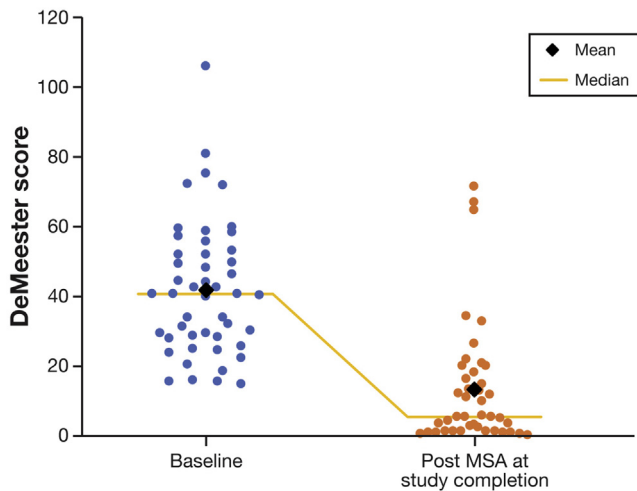 120
100
80
60
40
20
0
DeMeester score
Mean
Median
Baseline
Post MSA at
study completion